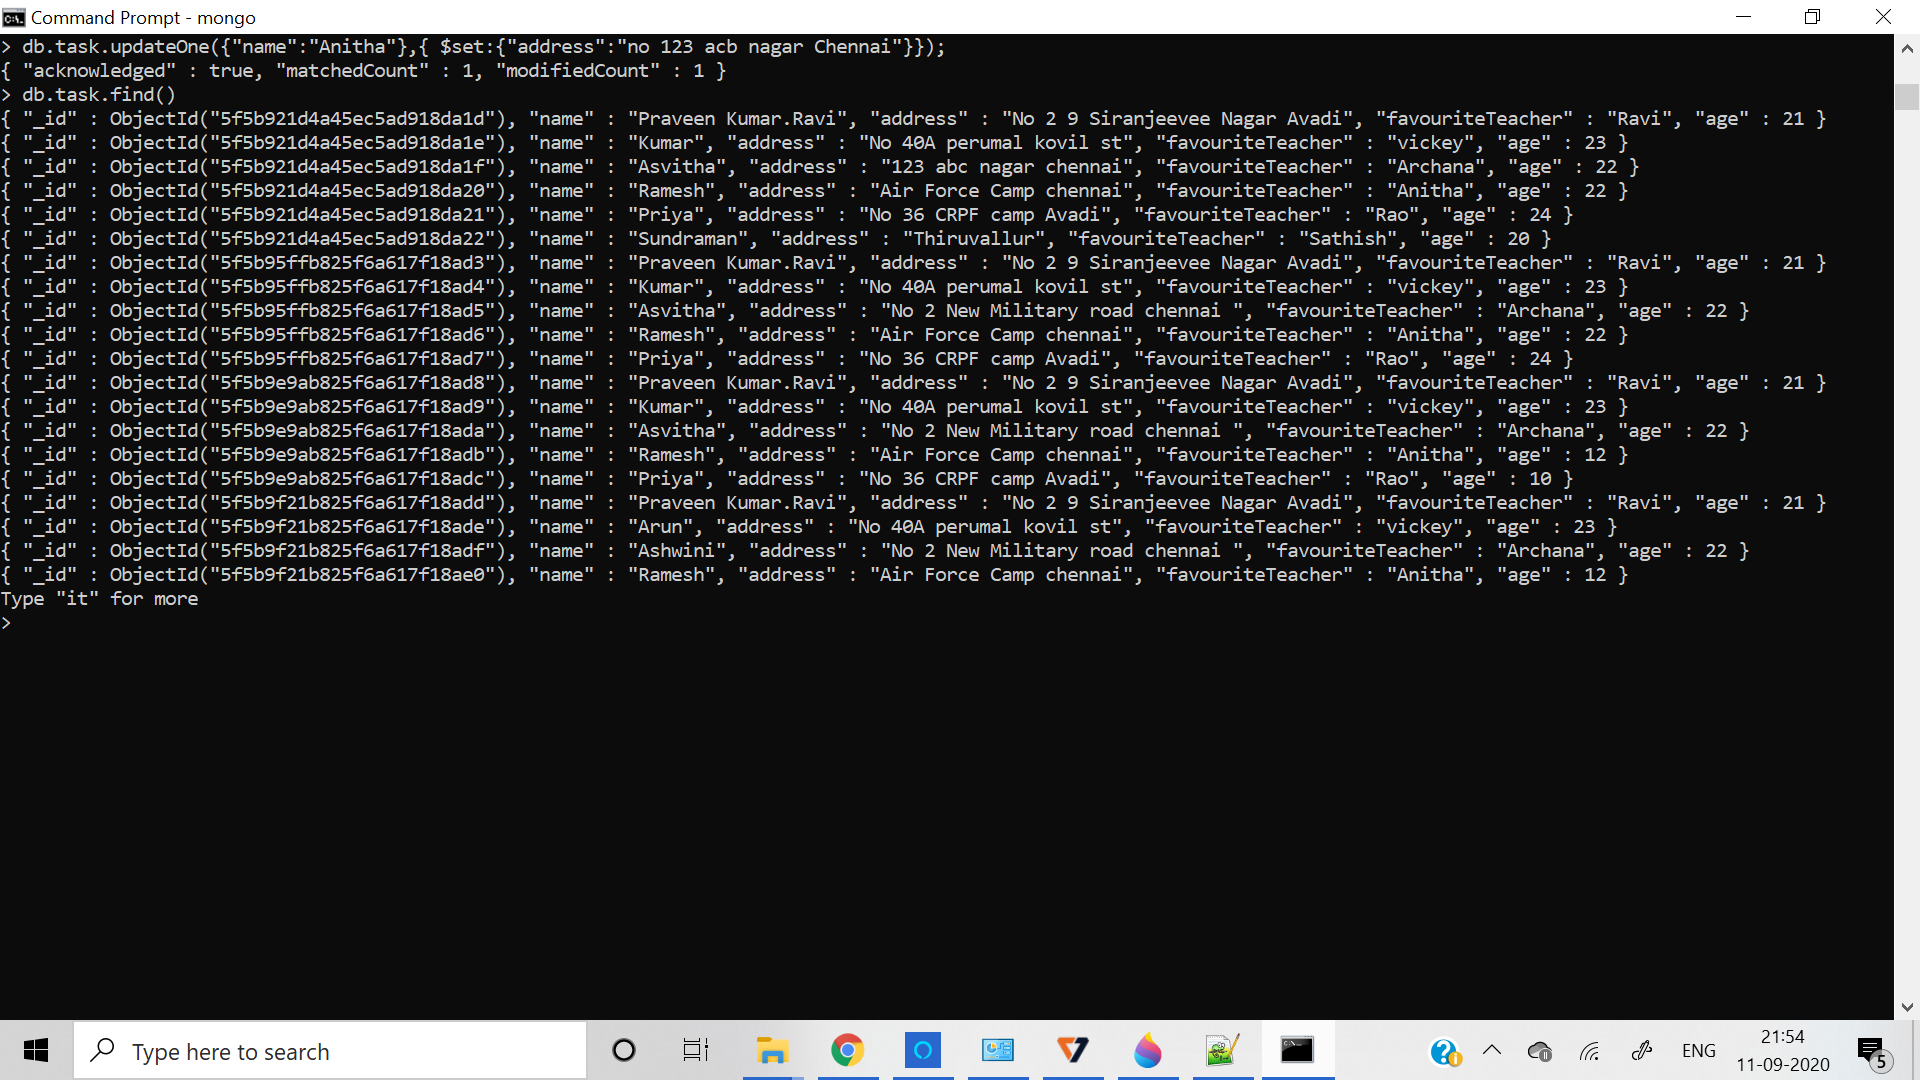 Command Prompt - mongo
> db.task.updateOne({"name":"Anitha"},{ $set:{"address":"no 123 acb nagar Chennai"}});
{ "acknowledged" : true, "matchedCount" : 1, "modifiedCount" : 1 }
> db.task.find()
{ "_id" : ObjectId("5f5b921d4a45ec5ad918da1d"), "name" : "Praveen Kumar.Ravi", "address" : "No 2 9 Siranjeevee Nagar Avadi", "favouriteTeacher" : "Ravi", "age" : 21 }
{ "_id" : ObjectId("5f5b921d4a45ec5ad918da1e"), "name" : "Kumar", "address" : "No 40A perumal kovil st", "favouriteTeacher" : "vickey", "age" : 23 }
{ "_id" : ObjectId("5f5b921d4a45ec5ad918da1f"), "name" : "Asvitha", "address" : "123 abc nagar chennai", "favouriteTeacher" : "Archana", "age" : 22 }
{ "_id" : ObjectId("5f5b921d4a45ec5ad918da20"), "name" : "Ramesh", "address" : "Air Force Camp chennai", "favouriteTeacher" : "Anitha", "age" : 22 }
{ "_id" : ObjectId("5f5b921d4a45ec5ad918da21"), "name" : "Priya", "address" : "No 36 CRPF camp Avadi", "favouriteTeacher" : "Rao", "age" : 24 }
{ "_id" : ObjectId("5f5b921d4a45ec5ad918da22"), "name" : "Sundraman", "address" : "Thiruvallur", "favouriteTeacher" : "Sathish", "age" : 20 }
{ "_id" : ObjectId("5f5b95ffb825f6a617f18ad3"), "name" : "Praveen Kumar.Ravi", "address" : "No 2 9 Siranjeevee Nagar Avadi", "favouriteTeacher" : "Ravi", "age" : 21 }
{ "_id" : ObjectId("5f5b95ffb825f6a617f18ad4"), "name" : "Kumar", "address" : "No 40A perumal kovil st", "favouriteTeacher" : "vickey", "age" : 23 }
{ "_id" : ObjectId("5f5b95ffb825f6a617f18ad5"), "name" : "Asvitha", "address" : "No 2 New Military road chennai ", "favouriteTeacher" : "Archana", "age" : 22 }
{ "_id" : ObjectId("5f5b95ffb825f6a617f18ad6"), "name" : "Ramesh", "address" : "Air Force Camp chennai", "favouriteTeacher" : "Anitha", "age" : 22 }
{ "_id" : ObjectId("5f5b95ffb825f6a617f18ad7"), "name" : "Priya", "address" : "No 36 CRPF camp Avadi", "favouriteTeacher" : "Rao", "age" : 24 }
{ "_id" : ObjectId("5f5b9e9ab825f6a617f18ad8"), "name" : "Praveen Kumar.Ravi", "address" : "No 2 9 Siranjeevee Nagar Avadi", "favouriteTeacher" : "Ravi", "age" : 21 }
{ "_id" : ObjectId("5f5b9e9ab825f6a617f18ad9"), "name" : "Kumar", "address" : "No 40A perumal kovil st", "favouriteTeacher" : "vickey", "age" : 23 }
{ "_id" : ObjectId("5f5b9e9ab825f6a617f18ada"), "name" : "Asvitha", "address" : "No 2 New Military road chennai ", "favouriteTeacher" : "Archana", "age" : 22 }
{ "_id" : ObjectId("5f5b9e9ab825f6a617f18adb"), "name" : "Ramesh", "address" : "Air Force Camp chennai", "favouriteTeacher" : "Anitha", "age" : 12 }
{ "_id" : ObjectId("5f5b9e9ab825f6a617f18adc"), "name" : "Priya", "address" : "No 36 CRPF camp Avadi", "favouriteTeacher" : "Rao", "age" : 10 }
{ "_id" : ObjectId("5f5b9f21b825f6a617f18add"), "name" : "Praveen Kumar.Ravi", "address" : "No 2 9 Siranjeevee Nagar Avadi", "favouriteTeacher" : "Ravi", "age" : 21 }
{ "_id" : ObjectId("5f5b9f21b825f6a617f18ade"), "name" : "Arun", "address" : "No 40A perumal kovil st", "favouriteTeacher" : "vickey", "age" : 23 }
{ "_id" : ObjectId("5f5b9f21b825f6a617f18adf"), "name" : "Ashwini", "address" : "No 2 New Military road chennai ", "favouriteTeacher" : "Archana", "age" : 22 }
{ "_id" : ObjectId("5f5b9f21b825f6a617f18ae0"), "name" : "Ramesh", "address" : "Air Force Camp chennai", "favouriteTeacher" : "Anitha", "age" : 12 }
Type "it" for more
>
Type here to search
ENG
21:54
11-09-2020
5